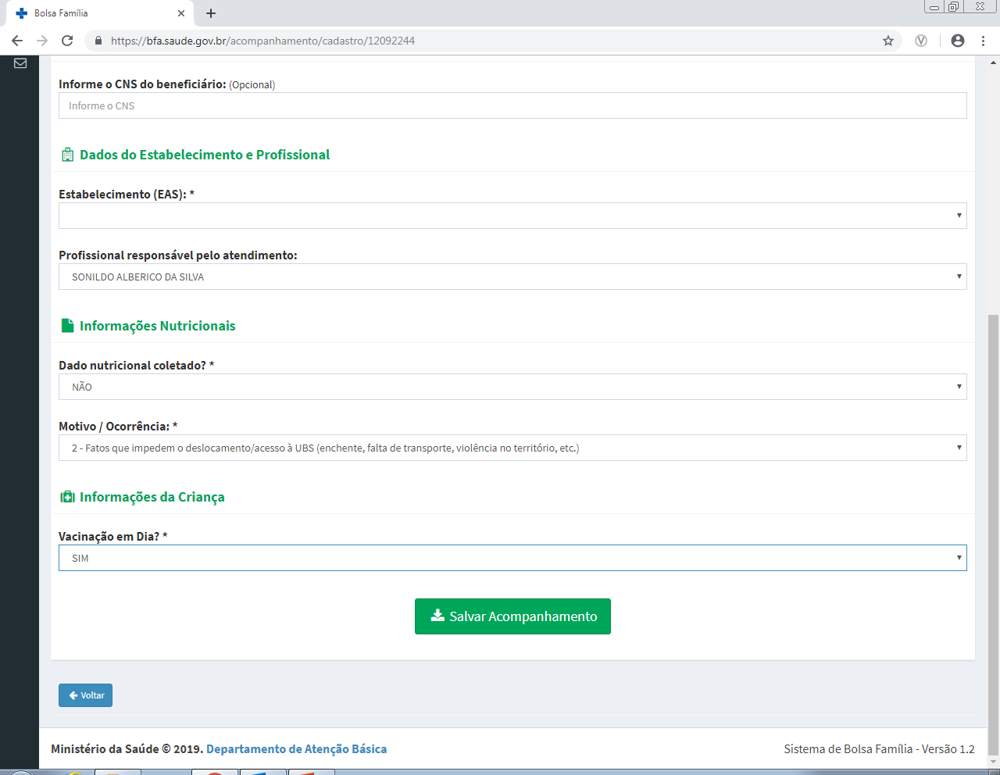 Bolsa Família
https://bfa.saude.gov.br/acompanhamento/cadastro/12092244
Informe o CNS do beneficiário: (Opcional)
Informe o CNS
Dados do Estabelecimento e Profissional
Estabelecimento (EAS): *
Profissional responsável pelo atendimento:
SONILDO ALBERICO DA SILVA
Informações Nutricionais
Dado nutricional coletado? *
NÃO
Motivo / Ocorrência: *
2 - Fatos que impedem o deslocamento/acesso à UBS (enchente, falta de transporte, violência no território, etc.)
Informações da Criança
Vacinação em Dia? *
SIM
Salvar Acompanhamento
Voltar
Ministério da Saúde © 2019. Departamento de Atenção Básica
Sistema de Bolsa Família - Versão 1.2